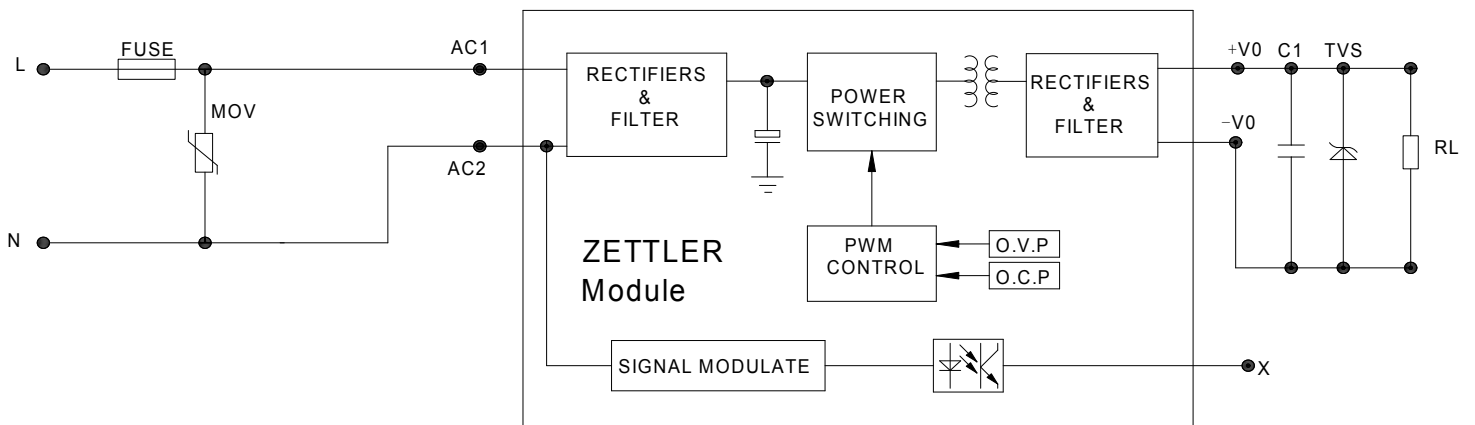 L
FUSE
MOV
N
AC1
AC2
RECTIFIERS
&
FILTER
POWER
SWITCHING
RECTIFIERS
&
FILTER
PWM
CONTROL
O.V.P
O.C.P
ZETTLER
Module
SIGNAL MODULATE
+V0
C1
TVS
−V0
RL
X